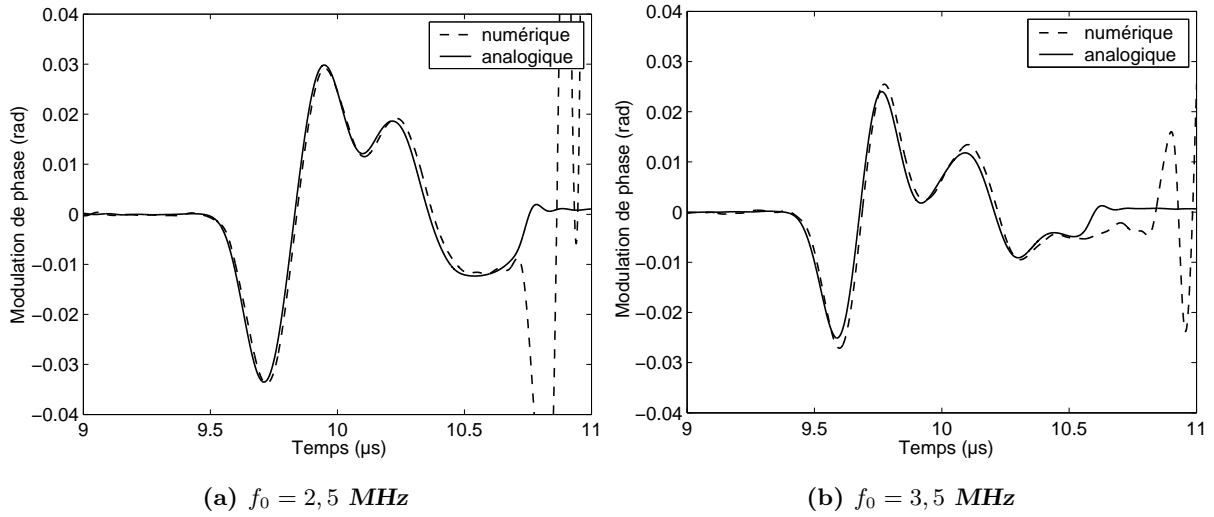 0.04
0.03
0.02
0.01
0
−0.01
−0.02
−0.03
−0.04
9
9.5
10
10.5
11
Modulation de phase (rad)
Temps (µs)
numérique
analogique
(a) f₀ = 2, 5 MHz
0.04
0.03
0.02
0.01
0
−0.01
−0.02
−0.03
−0.04
9
9.5
10
10.5
11
Modulation de phase (rad)
Temps (µs)
numérique
analogique
(b) f₀ = 3, 5 MHz